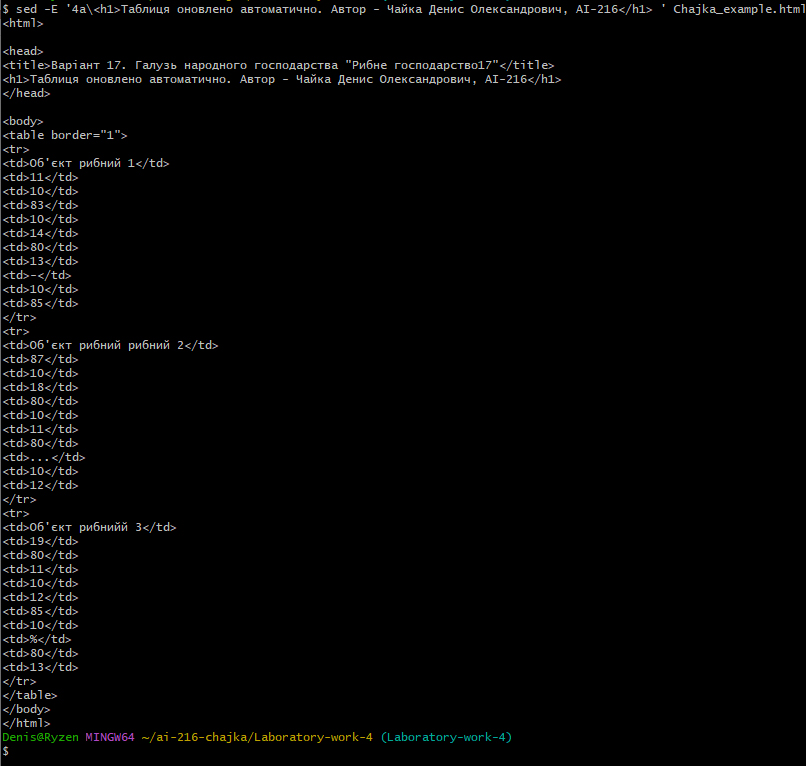 $ sed -E '4a\<h1>Таблиця оновлено автоматично. Автор - Чайка Денис Олександрович, АІ-216</h1> ' Chajka_example.html
<html>

<head>
<title>Варіант 17. Галузь народного господарства "Рибне господарство17"</title>
<h1>Таблиця оновлено автоматично. Автор - Чайка Денис Олександрович, АІ-216</h1>
</head>

<body>
<table border="1">
<tr>
<td>Об'єкт рибний 1</td>
<td>11</td>
<td>10</td>
<td>83</td>
<td>10</td>
<td>14</td>
<td>80</td>
<td>13</td>
<td>-</td>
<td>10</td>
<td>85</td>
</tr>
<tr>
<td>Об'єкт рибний рибний 2</td>
<td>87</td>
<td>10</td>
<td>18</td>
<td>80</td>
<td>10</td>
<td>11</td>
<td>80</td>
<td>...</td>
<td>10</td>
<td>12</td>
</tr>
<tr>
<td>Об'єкт рибнийй 3</td>
<td>19</td>
<td>80</td>
<td>11</td>
<td>10</td>
<td>12</td>
<td>85</td>
<td>10</td>
<td>%</td>
<td>80</td>
<td>13</td>
</tr>
</table>
</body>
</html>
Denis@Ryzen MINGW64 ~/ai-216-chajka/Laboratory-work-4 (Laboratory-work-4)
$